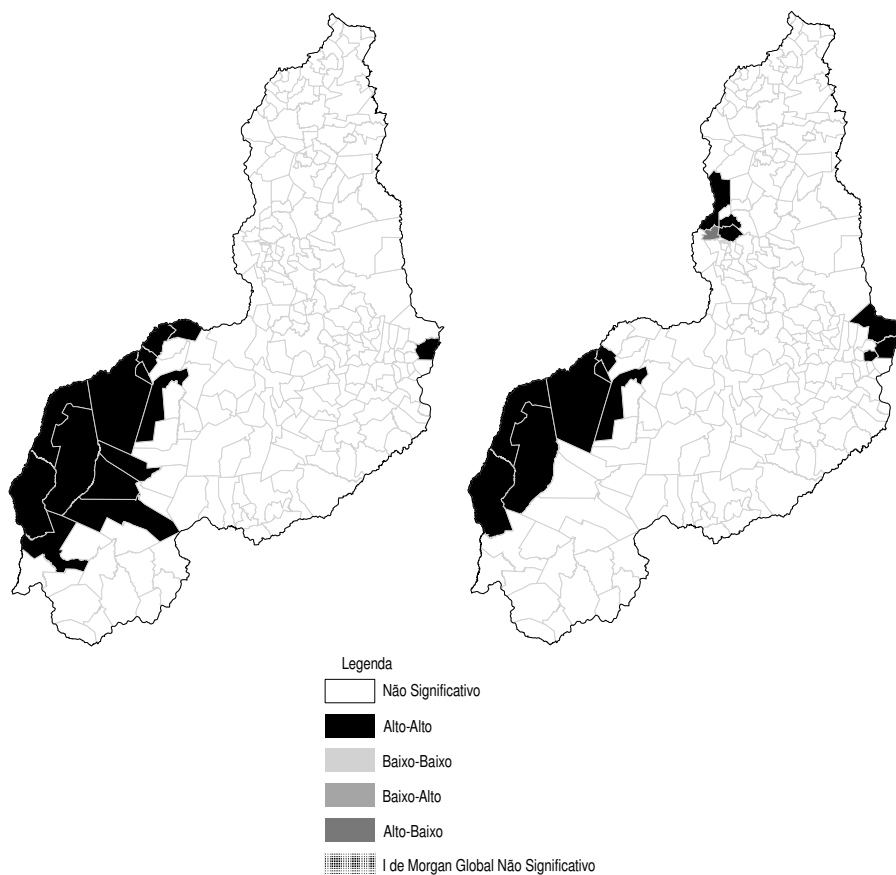 Legenda
Não Significativo
Alto-Alto
Baixo-Baixo
Baixo-Alto
Alto-Baixo
I de Morgan Global Não Significativo